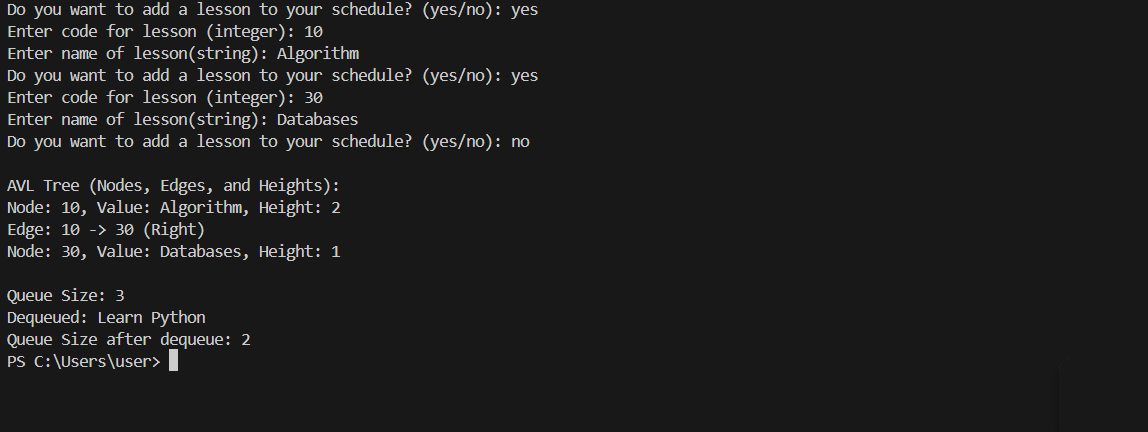 Do you want to add a lesson to your schedule? (yes/no): yes
Enter code for lesson (integer): 10
Enter name of lesson(string): Algorithm
Do you want to add a lesson to your schedule? (yes/no): yes
Enter code for lesson (integer): 30
Enter name of lesson(string): Databases
Do you want to add a lesson to your schedule? (yes/no): no
AVL Tree (Nodes, Edges, and Heights):
Node: 10, Value: Algorithm, Height: 2
Edge: 10 -> 30 (Right)
Node: 30, Value: Databases, Height: 1
Queue Size: 3
Dequeued: Learn Python
Queue Size after dequeue: 2
PS C:\Users\user>